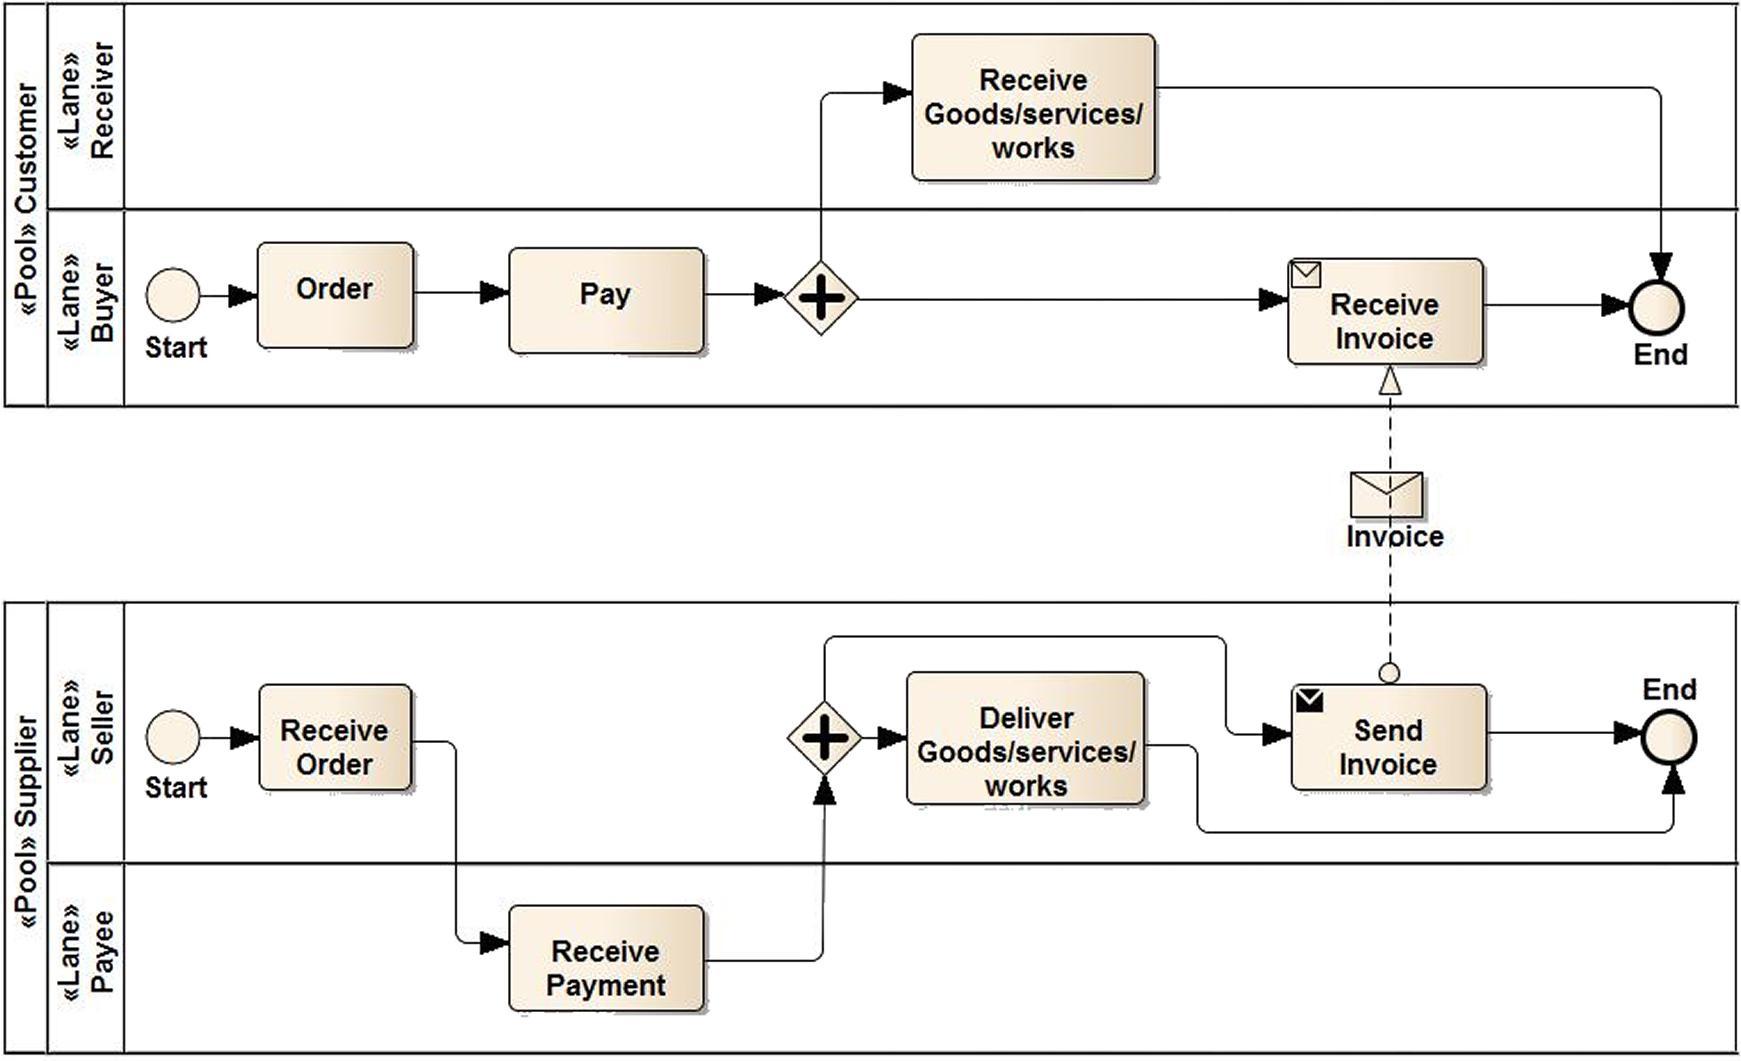 «Pool» Customer
«Lane»
Receiver
Receive
Goods/services/
works
«Lane»
Buyer
Start
Order
Pay
Receive
Invoice
End
Invoice
«Pool» Supplier
«Lane»
Seller
Start
Receive
Order
Deliver
Goods/services/
works
Send
Invoice
End
«Lane»
Payee
Receive
Payment